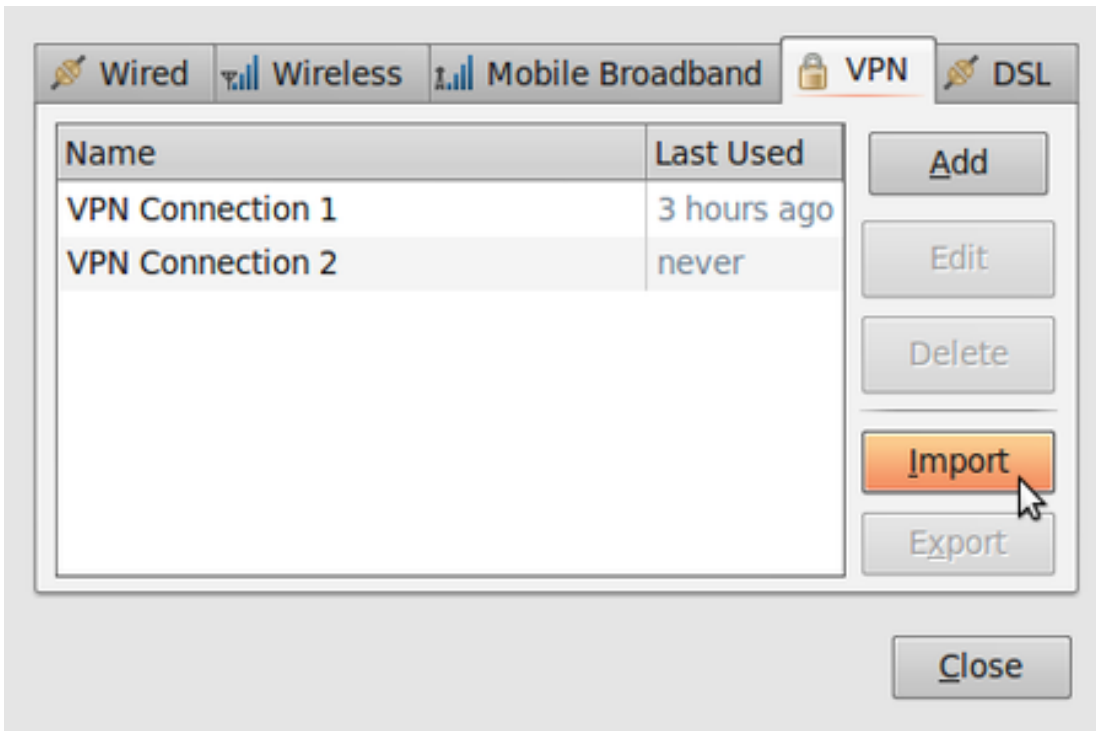 Wired Wireless Mobile Broadband VPN DSL
Name Last Used
VPN Connection 1 3 hours ago
VPN Connection 2 never
Add
Edit
Delete
Import
Export
Close